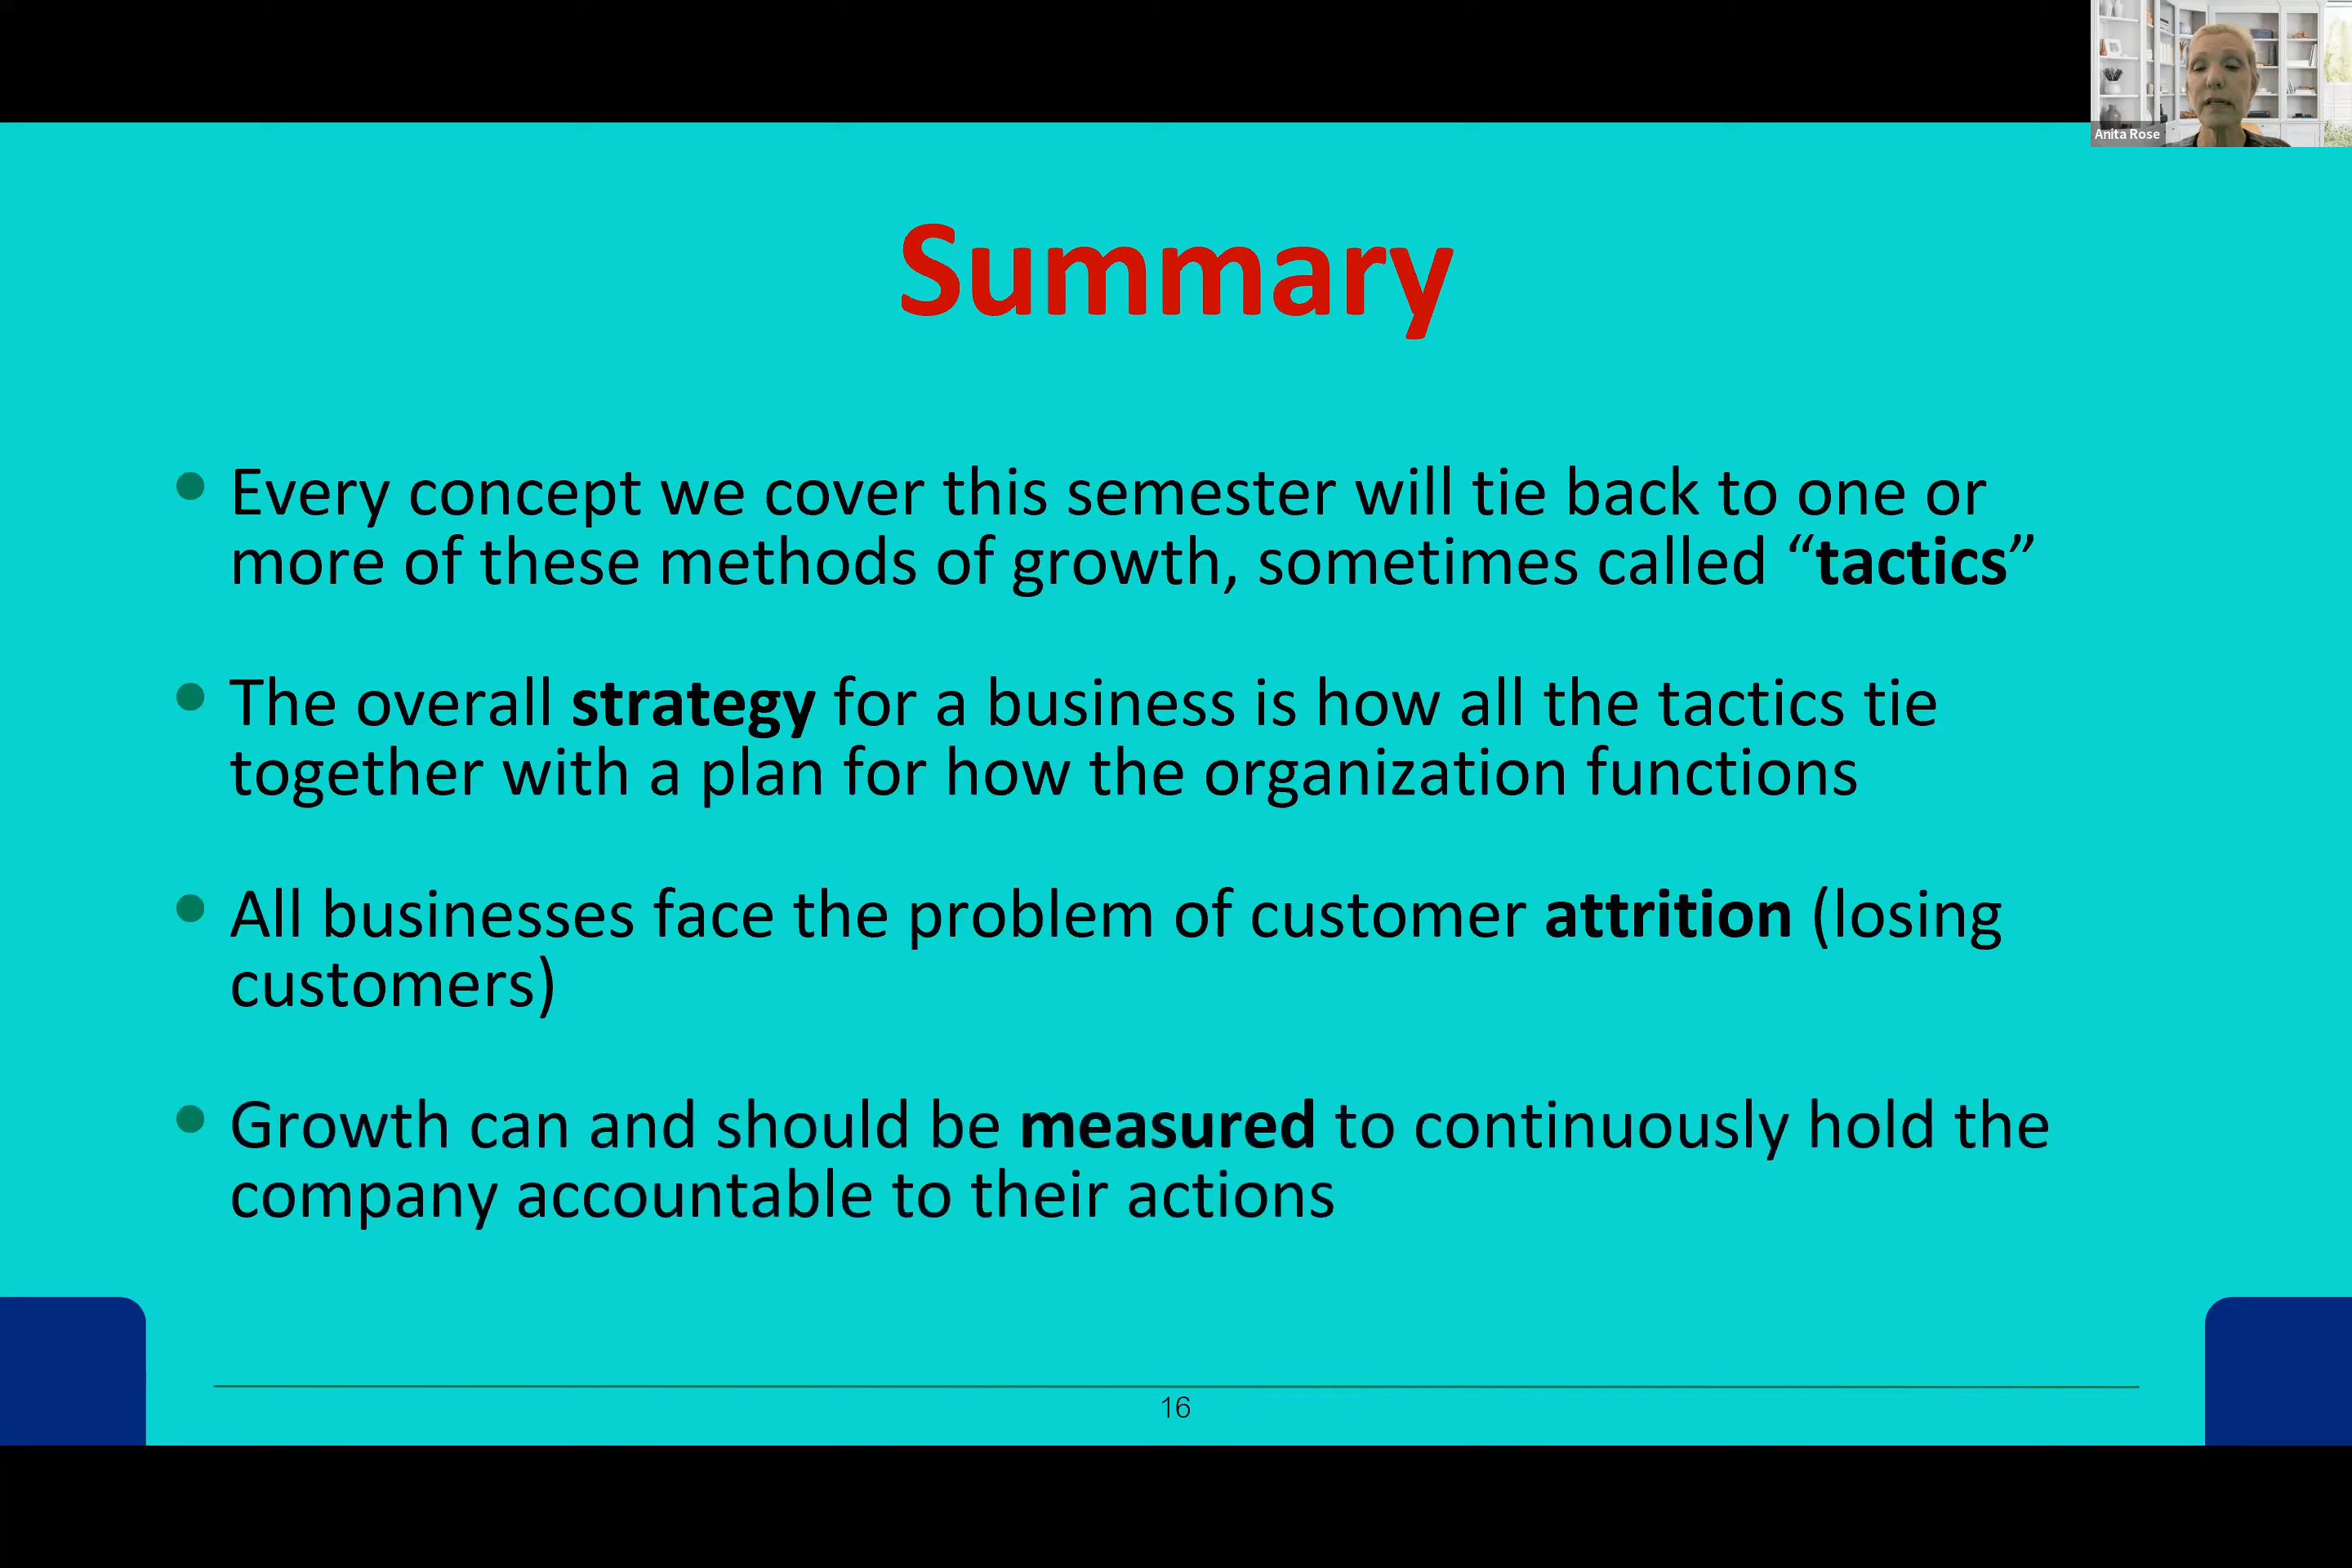 Anita Rose
Summary
• Every concept we cover this semester will tie back to one or
more of these methods of growth, sometimes called “tactics”
• The overall strategy for a business is how all the tactics tie
together with a plan for how the organization functions
• All businesses face the problem of customer attrition (losing
customers)
• Growth can and should be measured to continuously hold the
company accountable to their actions
16